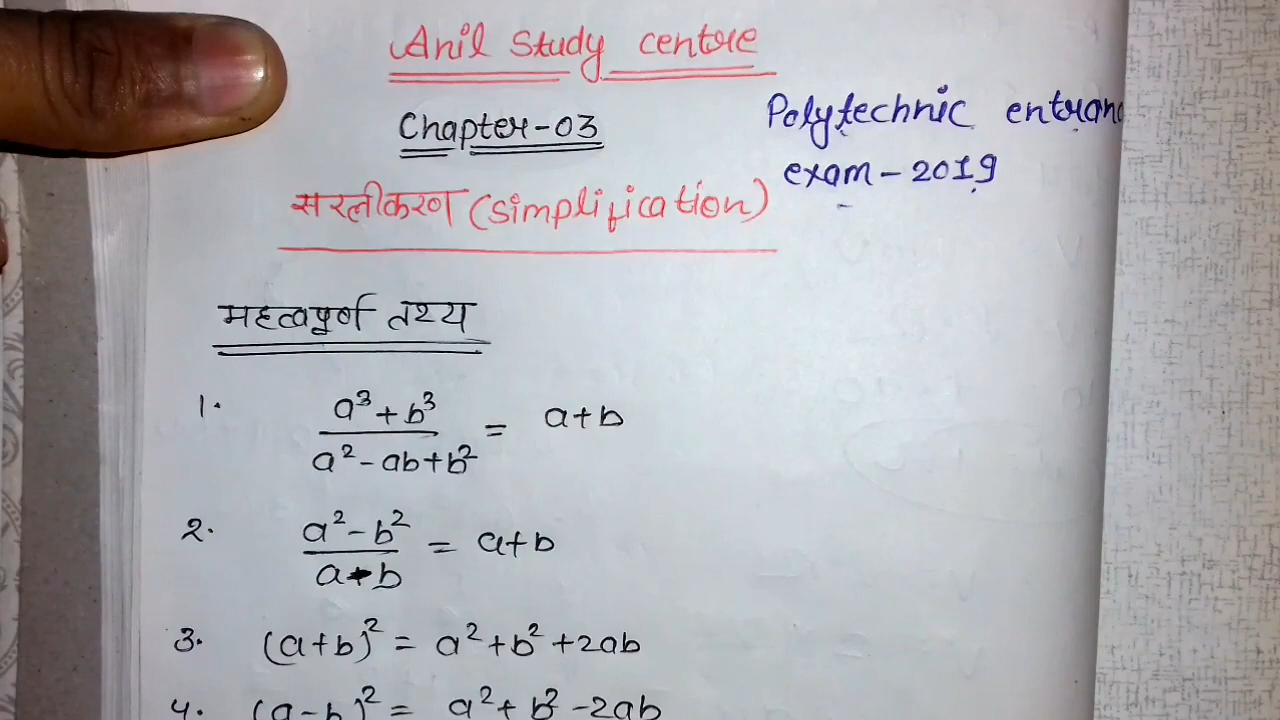 Anil Study centre
Chapter-03
Polytechnic
exam-2019
सरलीकरण (simplification)
महत्वपूर्ण तथ्य
1. a³+b³ / a²-ab+b² = a+b
2. a²-b² / a-b = a+b
3. (a+b)² = a²+b²+2ab
4. (a-b)² = a²+b²-2ab